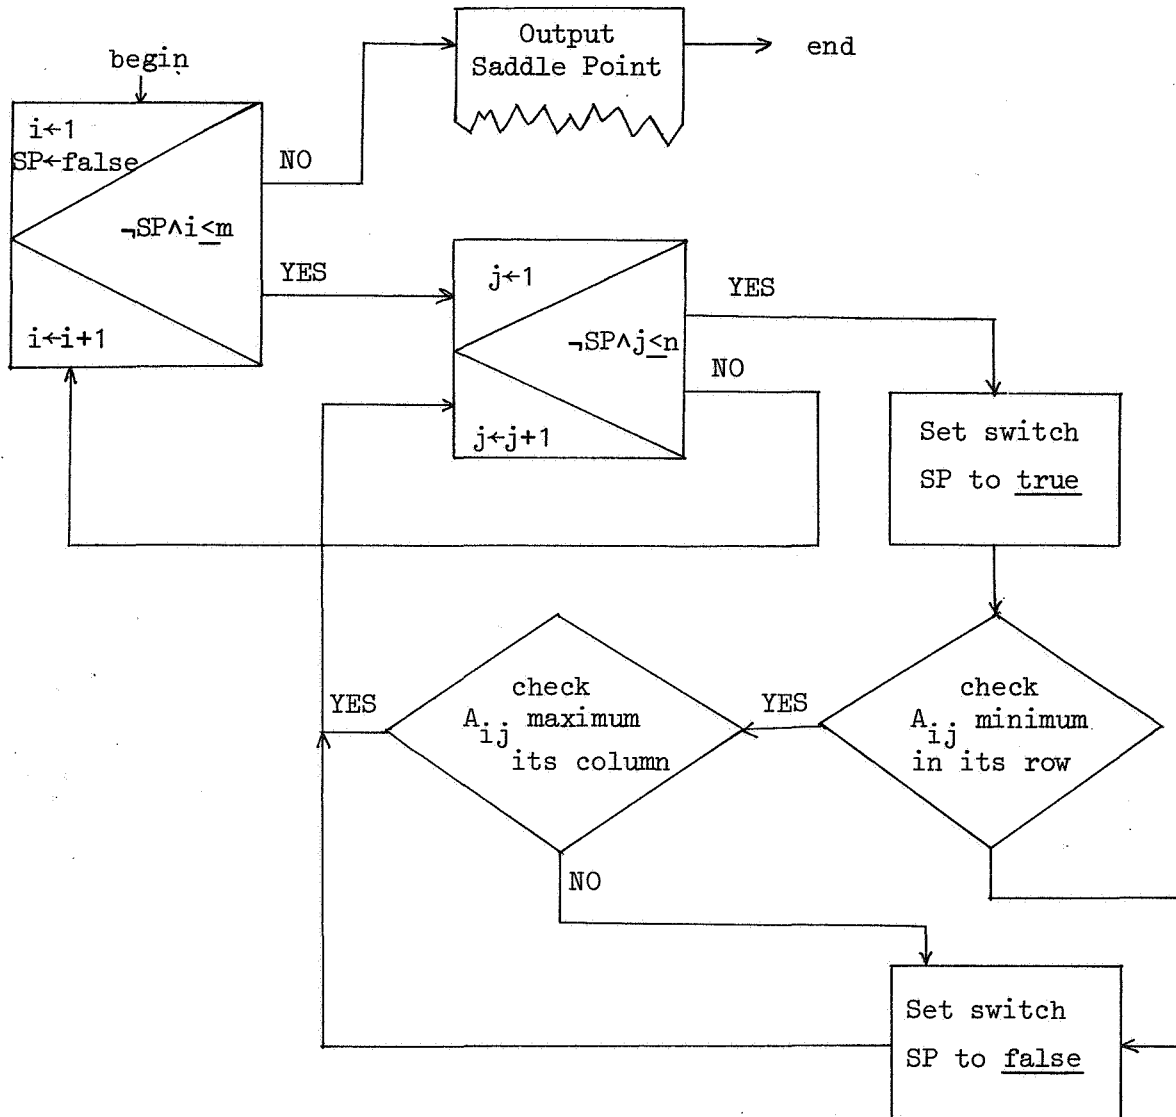 begin
i←1
SP←false
¬SP∧i≤m
i←i+1
NO
YES
Output
Saddle Point
end
j←1
¬SP∧j≤n
j←j+1
YES
NO
Set switch
SP to true
check
Aij minimum
in its row
YES
check
Aij maximum
its column
YES
NO
Set switch
SP to false